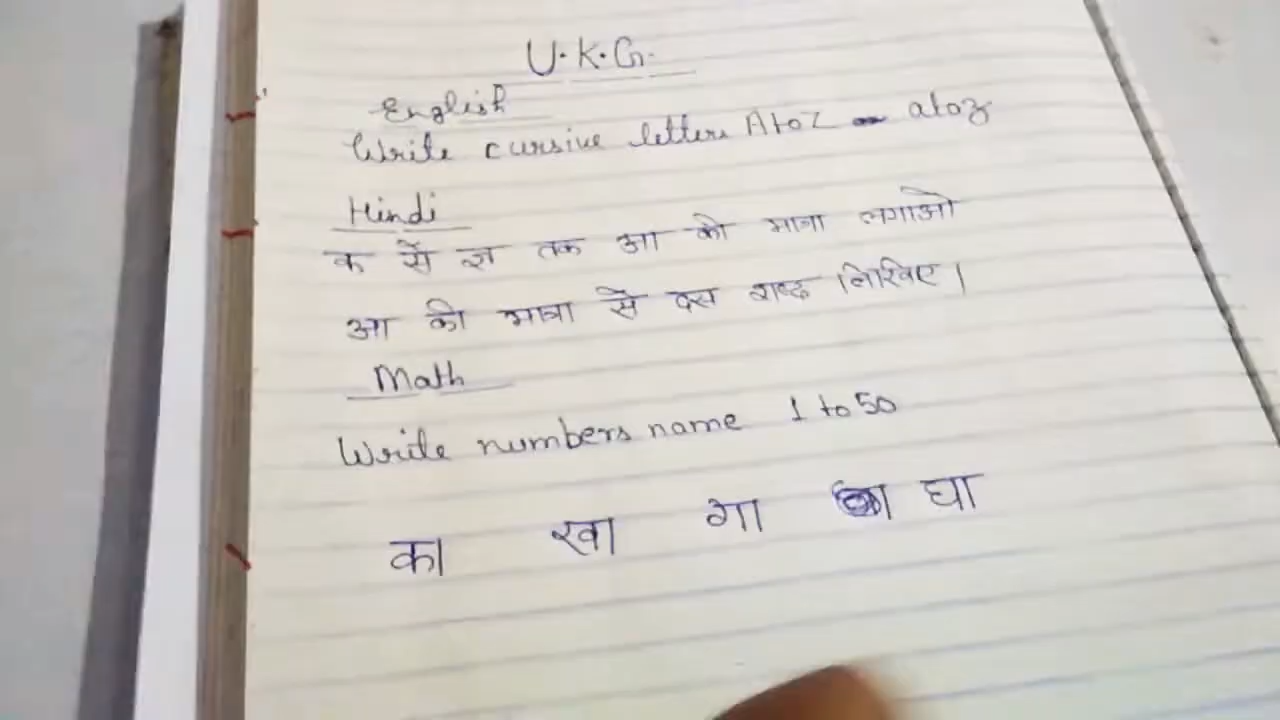 U.K.G.
English
Write cursive letters A to Z - a to z
Hindi
क से ज्ञ तक आ की मात्रा लगाओ
आ की मात्रा से दस शब्द लिखिए।
Math
Write numbers name 1 to 50
का खा गा घा